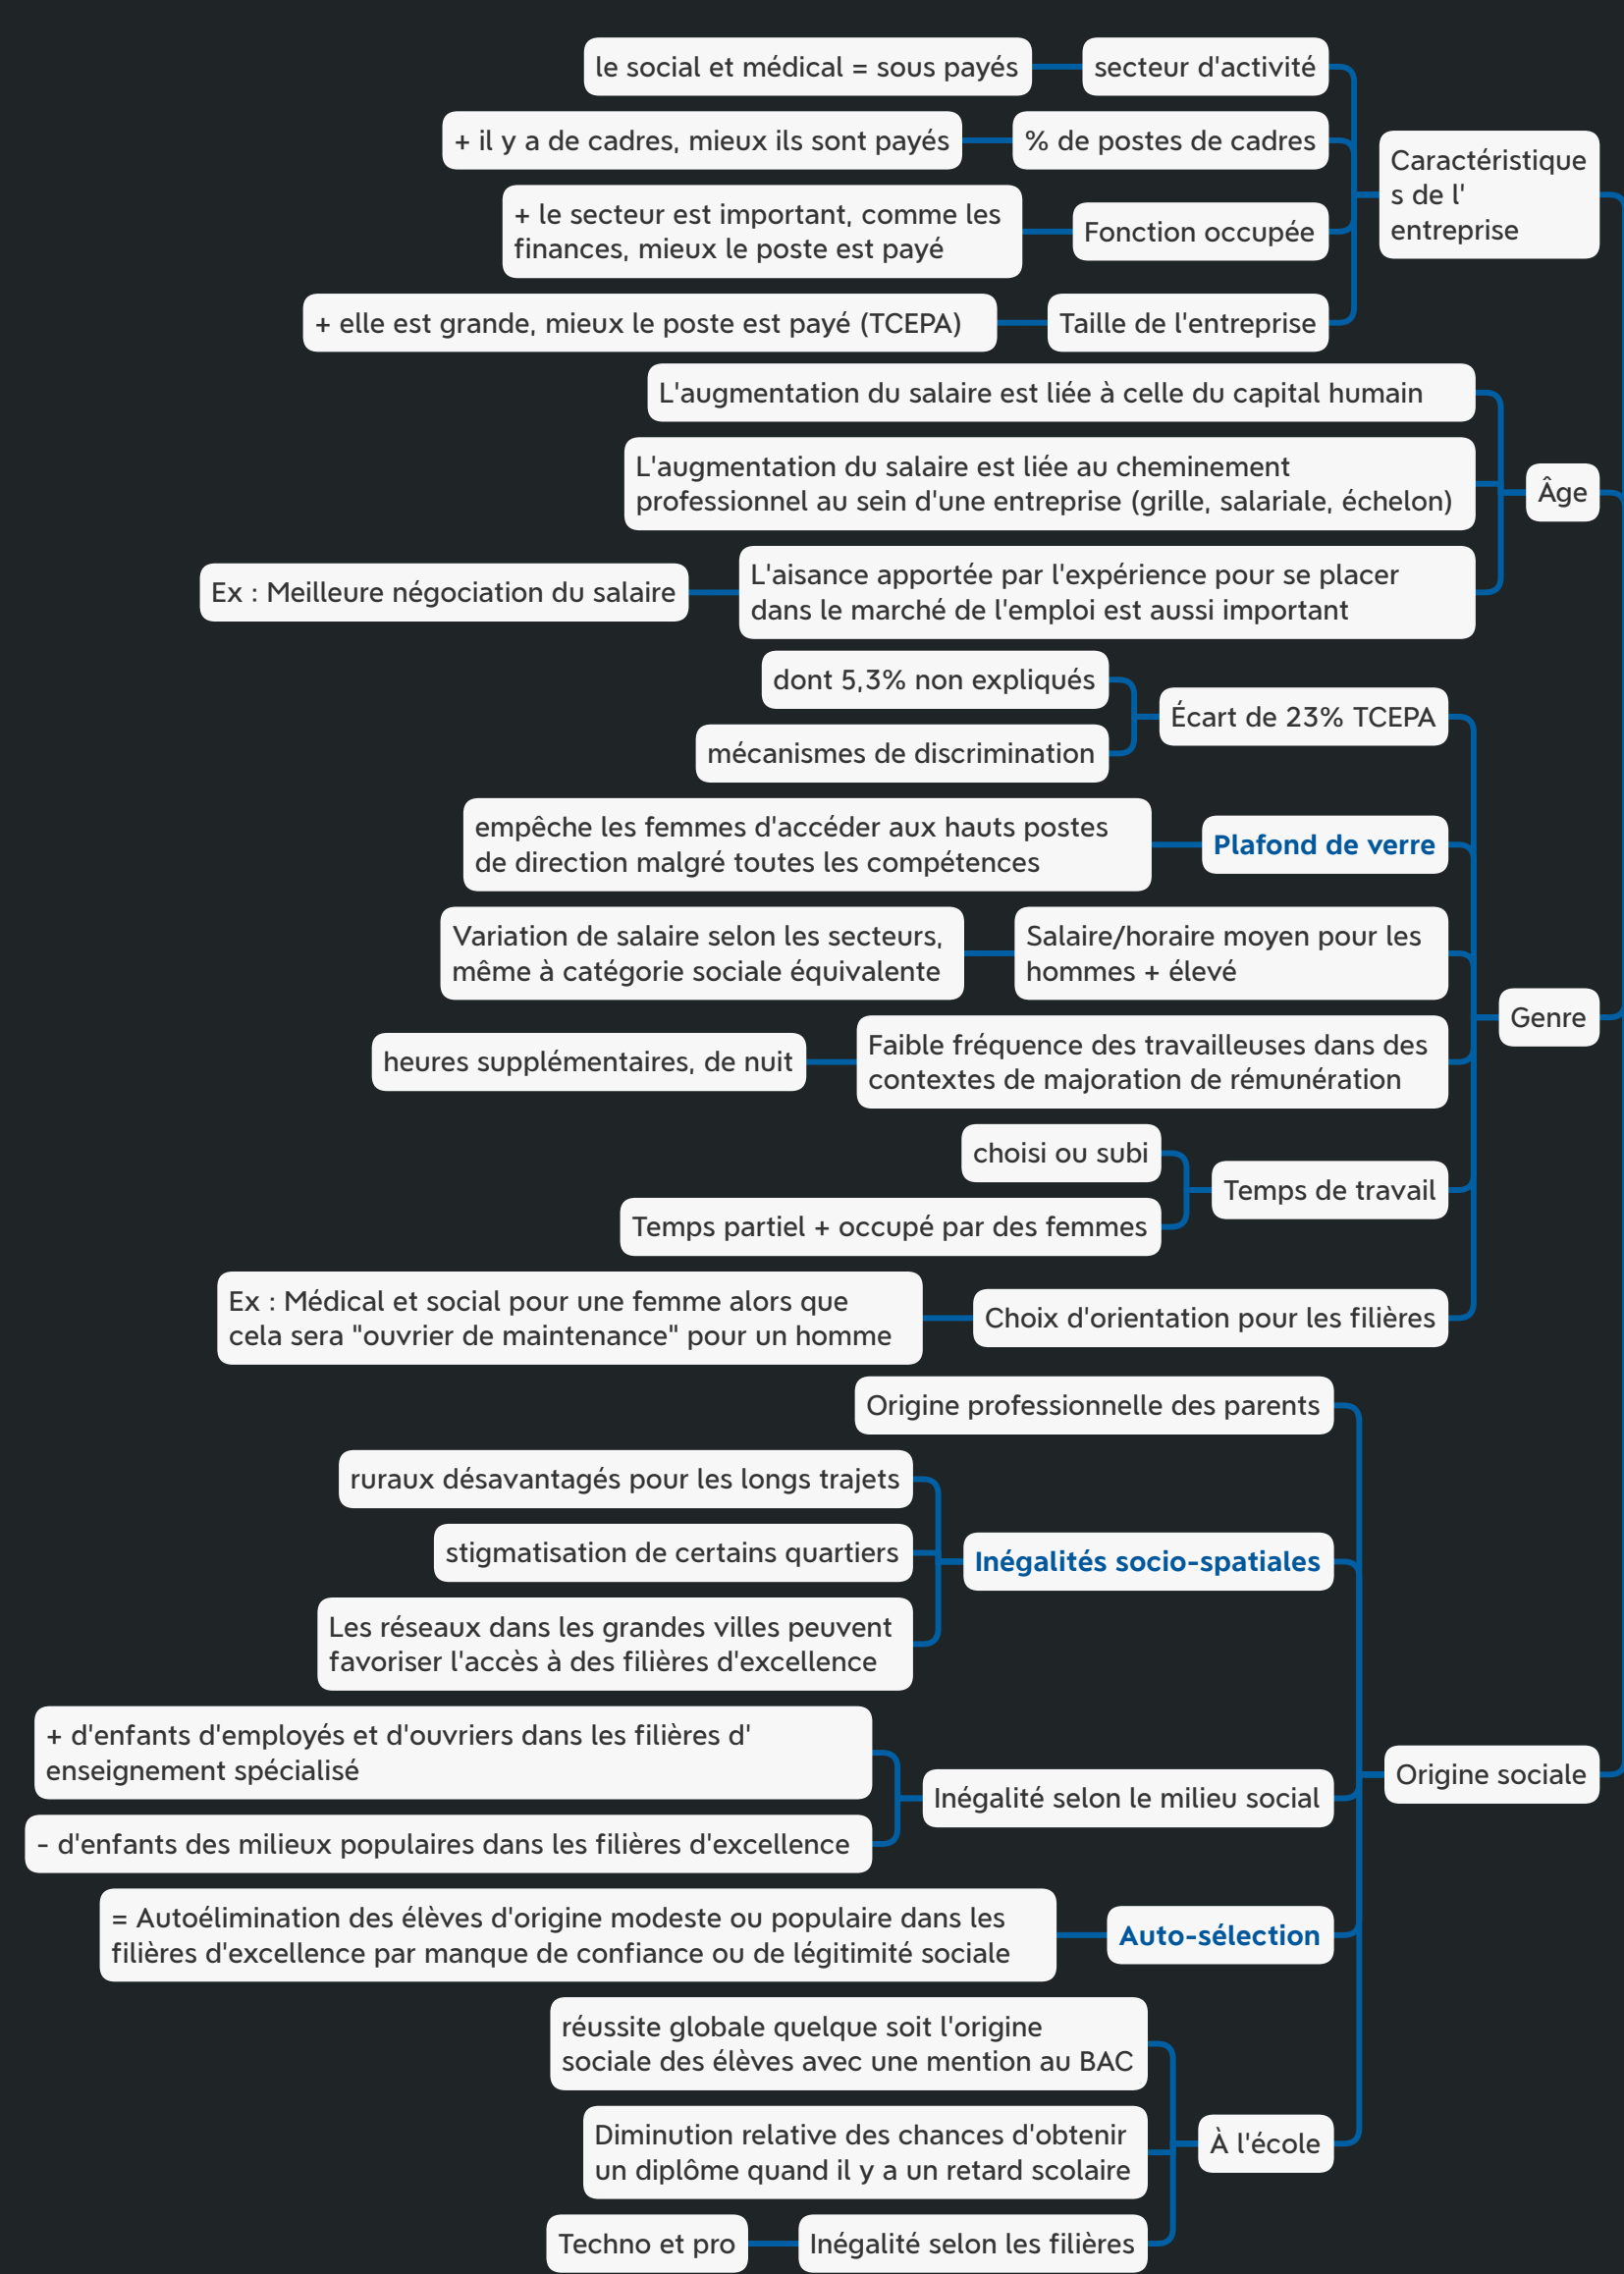 le social et médical = sous payés
secteur d'activité
+ il y a de cadres, mieux ils sont payés
% de postes de cadres
Caractéristique
s de l'
entreprise
+ le secteur est important, comme les
finances, mieux le poste est payé
Fonction occupée
+ elle est grande, mieux le poste est payé (TCEPA)
Taille de l'entreprise
L'augmentation du salaire est liée à celle du capital humain
L'augmentation du salaire est liée au cheminement
professionnel au sein d'une entreprise (grille, salariale, échelon)
Âge
Ex : Meilleure négociation du salaire
L'aisance apportée par l'expérience pour se placer
dans le marché de l'emploi est aussi important
dont 5,3% non expliqués
Écart de 23% TCEPA
mécanismes de discrimination
empêche les femmes d'accéder aux hauts postes
de direction malgré toutes les compétences
Plafond de verre
Variation de salaire selon les secteurs,
même à catégorie sociale équivalente
Salaire/horaire moyen pour les
hommes + élevé
Genre
heures supplémentaires, de nuit
Faible fréquence des travailleuses dans des
contextes de majoration de rémunération
choisi ou subi
Temps de travail
Temps partiel + occupé par des femmes
Ex : Médical et social pour une femme alors que
cela sera "ouvrier de maintenance" pour un homme
Choix d'orientation pour les filières
Origine professionnelle des parents
ruraux désavantagés pour les longs trajets
stigmatisation de certains quartiers
Inégalités socio-spatiales
Les réseaux dans les grandes villes peuvent
favoriser l'accès à des filières d'excellence
+ d'enfants d'employés et d'ouvriers dans les filières d'
enseignement spécialisé
Inégalité selon le milieu social
Origine sociale
- d'enfants des milieux populaires dans les filières d'excellence
= Autoélimination des élèves d'origine modeste ou populaire dans les
filières d'excellence par manque de confiance ou de légitimité sociale
Auto-sélection
réussite globale quelque soit l'origine
sociale des élèves avec une mention au BAC
Diminution relative des chances d'obtenir
un diplôme quand il y a un retard scolaire
À l'école
Techno et pro
Inégalité selon les filières